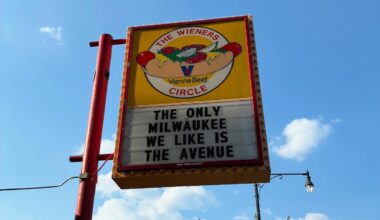 THE WIENERS
V
Vienna Beef
CIRCLE
THE ONLY
MILWAUKEE
WE LIKE IS
THE AVENUE